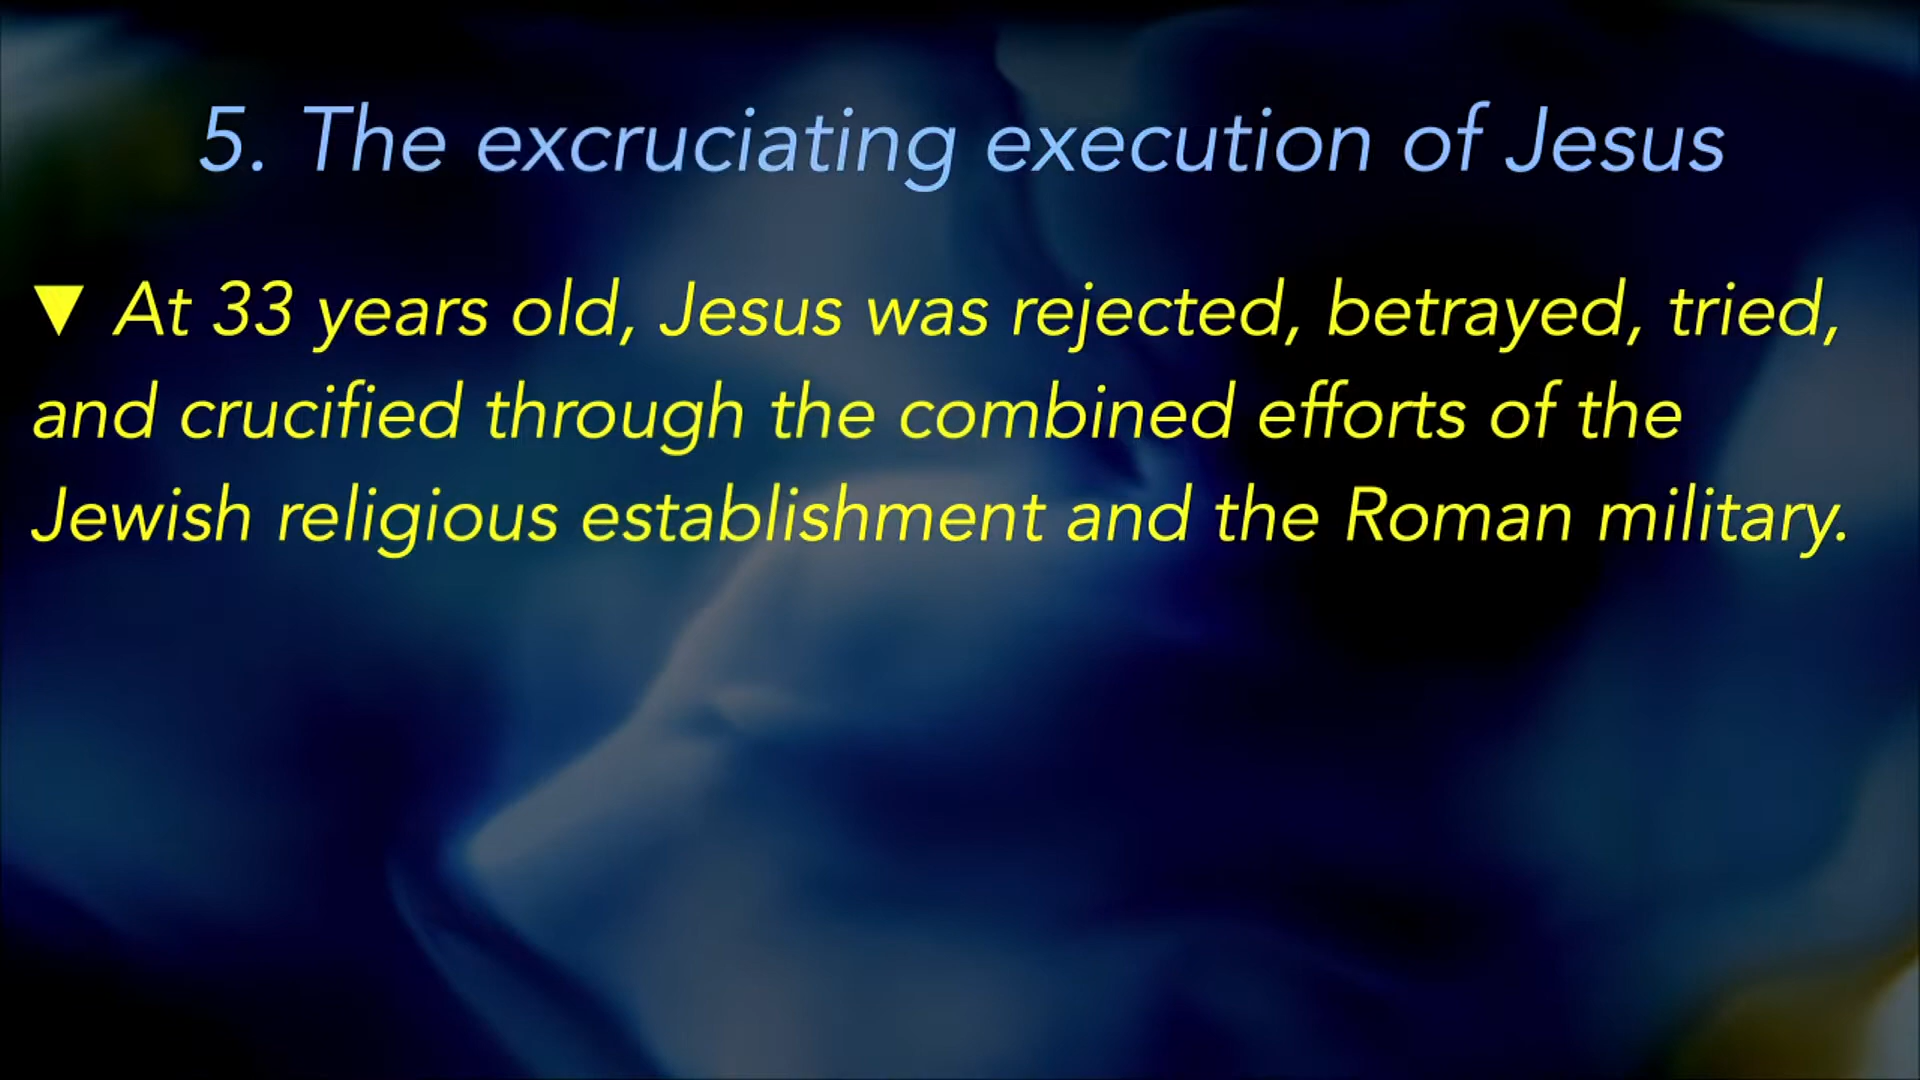 5. The excruciating execution of Jesus
▼ At 33 years old, Jesus was rejected, betrayed, tried,
and crucified through the combined efforts of the
Jewish religious establishment and the Roman military.